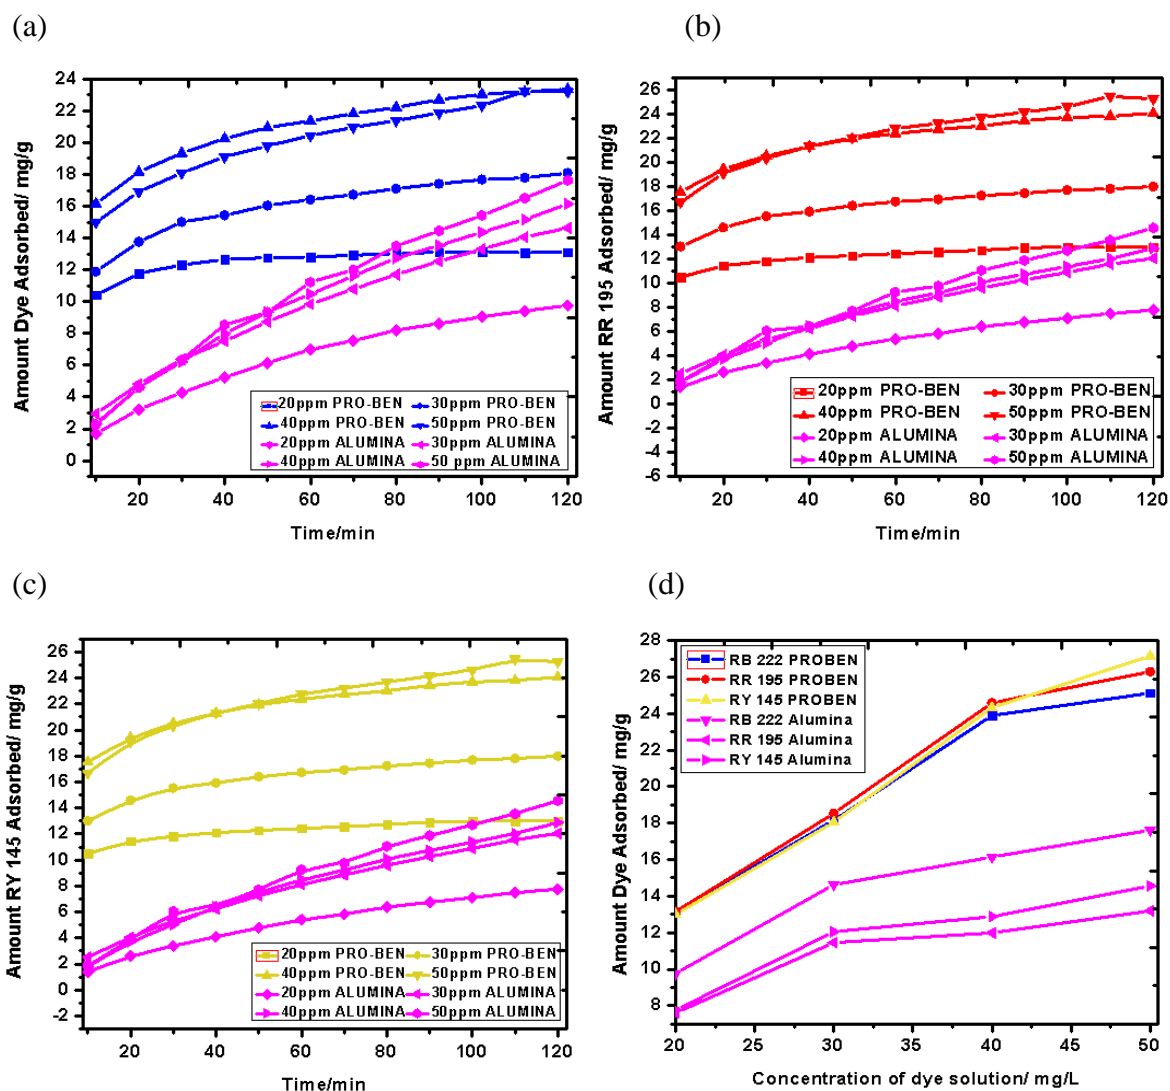 (a)
(b)
Amount Dye Adsorbed/ mg/g
24
22
20
18
16
14
12
10
8
6
4
2
0
20ppm PRO-BEN 30ppm PRO-BEN
40ppm PRO-BEN 50ppm PRO-BEN
20ppm ALUMINA 30ppm ALUMINA
40ppm ALUMINA 50 ppm ALUMINA
20 40 60 80 100 120
Time/min
Amount RR 195 Adsorbed/ mg/g
26
24
22
20
18
16
14
12
10
8
6
4
2
0
-2
-4
-6
20ppm PRO-BEN 30ppm PRO-BEN
40ppm PRO-BEN 50ppm PRO-BEN
20ppm ALUMINA 30ppm ALUMINA
40ppm ALUMINA 50ppm ALUMINA
20 40 60 80 100 120
Time/min
(c)
(d)
Amount RY 145 Adsorbed/ mg/g
26
24
22
20
18
16
14
12
10
8
6
4
2
0
-2
20ppm PRO-BEN 30ppm PRO-BEN
40ppm PRO-BEN 50ppm PRO-BEN
20ppm ALUMINA 30ppm ALUMINA
40ppm ALUMINA 50ppm ALUMINA
20 40 60 80 100 120
Time/min
Amount Dye Adsorbed/ mg/g
28
26
24
22
20
18
16
14
12
10
8
RB 222 PROBEN
RR 195 PROBEN
RY 145 PROBEN
RB 222 Alumina
RR 195 Alumina
RY 145 Alumina
20 30 40 50
Concentration of dye solution/ mg/L